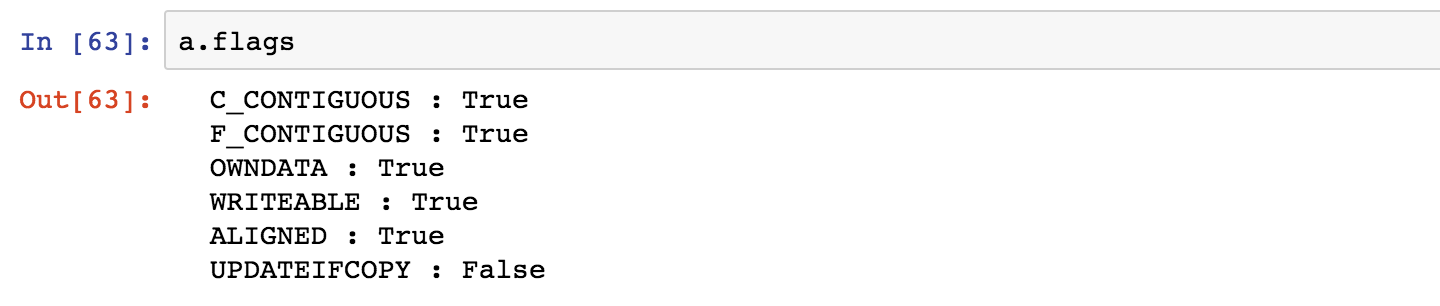 In [63]: a.flags
Out[63]: C_CONTIGUOUS : True
F_CONTIGUOUS : True
OWNDATA : True
WRITEABLE : True
ALIGNED : True
UPDATEIFCOPY : False